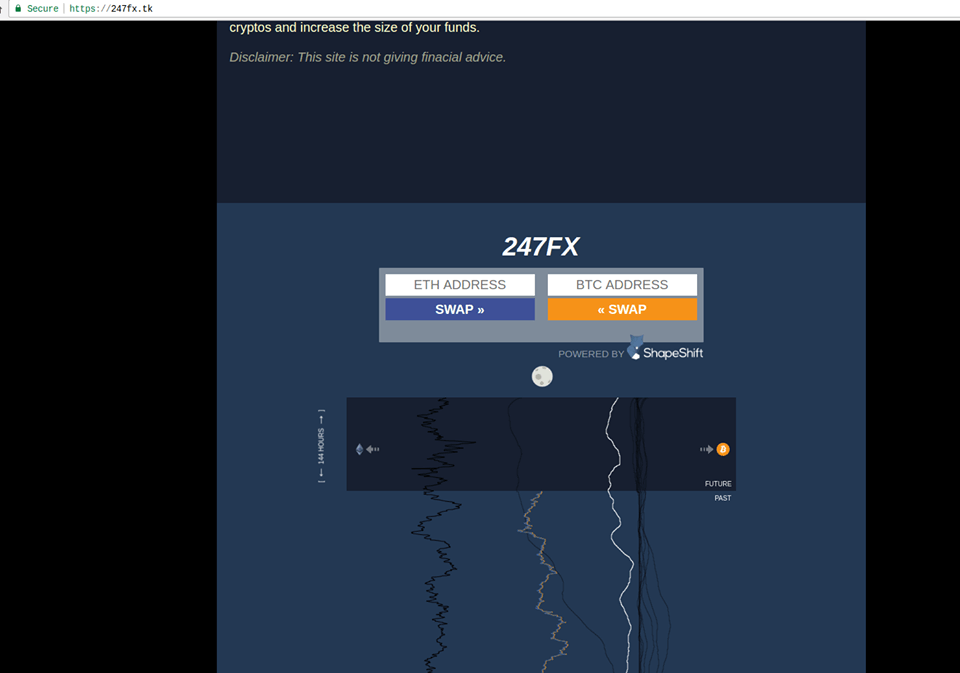 Secure | https://247fx.tk
cryptos and increase the size of your funds.
Disclaimer: This site is not giving finacial advice.
247FX
ETH ADDRESS
BTC ADDRESS
SWAP »
« SWAP
POWERED BY ShapeShift
[ ← 144 HOURS → ]
FUTURE
PAST